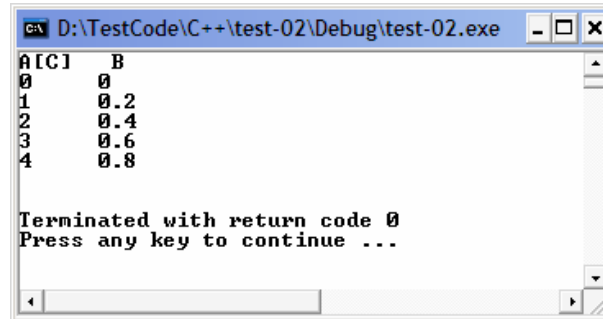 D:\TestCode\C++\test-02\Debug\test-02.exe
A[C] B
0 0
1 0.2
2 0.4
3 0.6
4 0.8
Terminated with return code 0
Press any key to continue ...